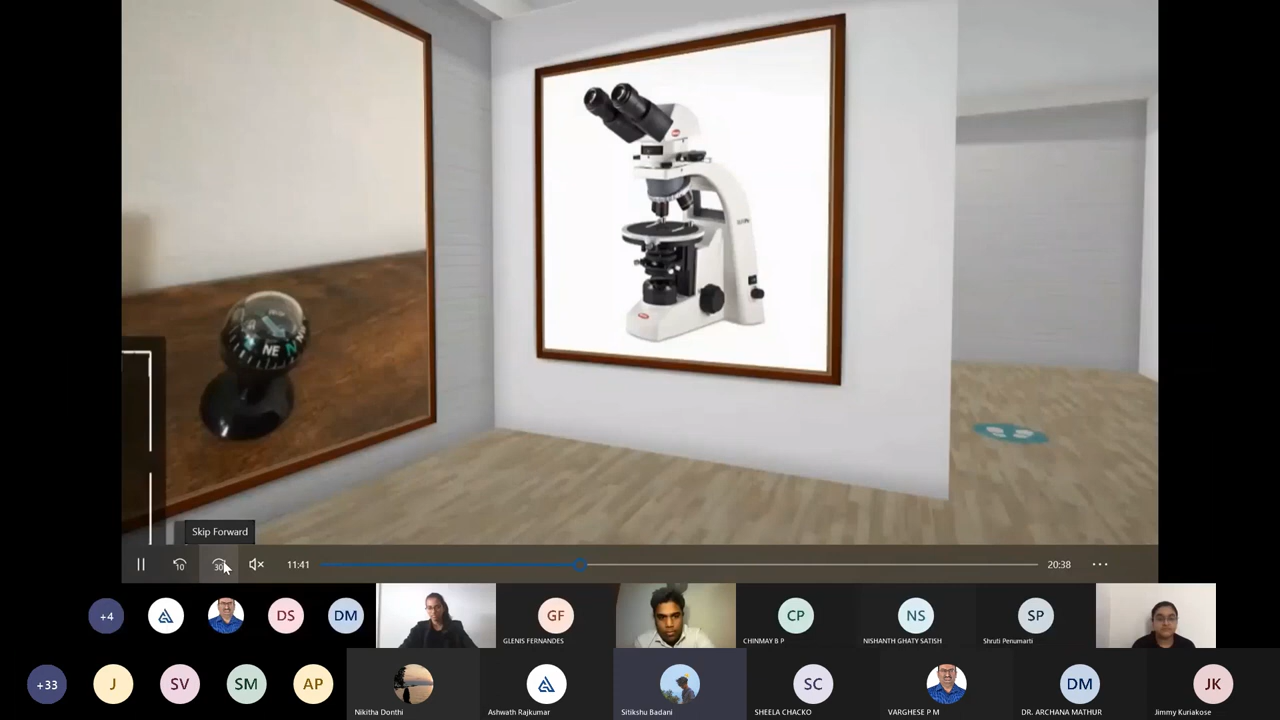 NE N
Skip Forward
10
30
11:41
20:38
+4
DS
DM
GF
GLENIS FERNANDES
CP
CHINMAY B P
NS
NISHANTH GHATY SATISH
SP
Shruti Perumarti
+33
J
SV
SM
AP
Nikitha Donthi
Ashwath Rajkumar
Sitikshu Badani
SC
SHEELA CHACKO
VARGHESE P M
DM
DR. ARCHANA MATHUR
JK
Jimmy Kuriakose